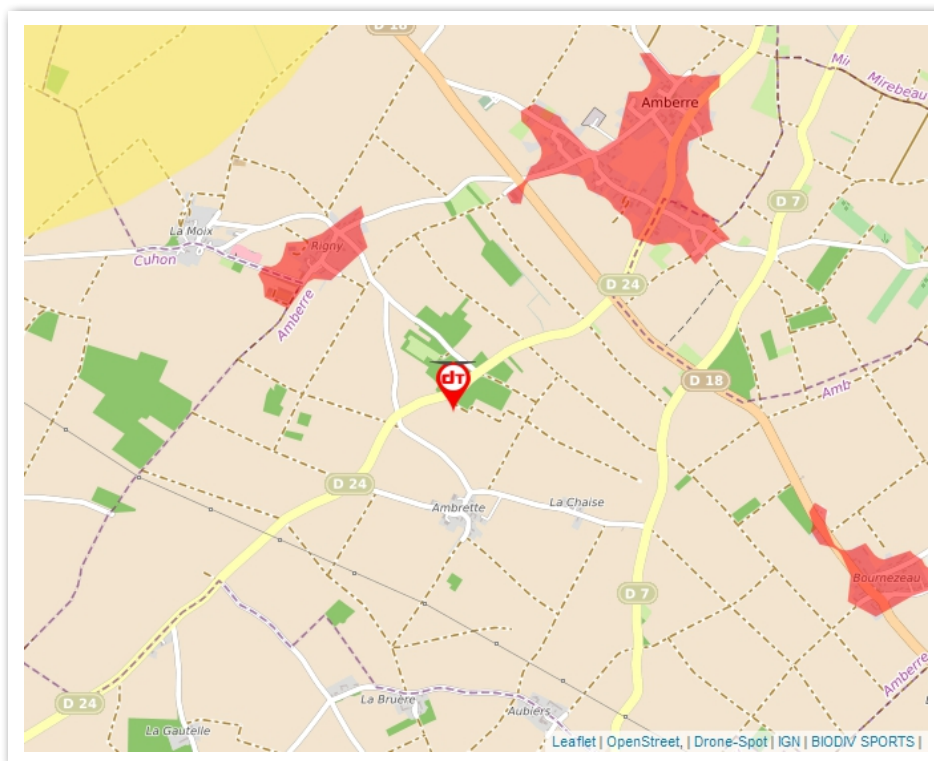 D 18
Mirebeau
Amberre
D 7
La Moix
Rigny
Cuhon
Amberre
D 24
dT
D 18
Amb
D 24
La Chaise
Ambrette
Bournezeau
D 7
Amberre
La Bruère
D 24
Aubiers
La Gautelle
Leaflet | OpenStreet, | Drone-Spot | IGN | BIODIV SPORTS |